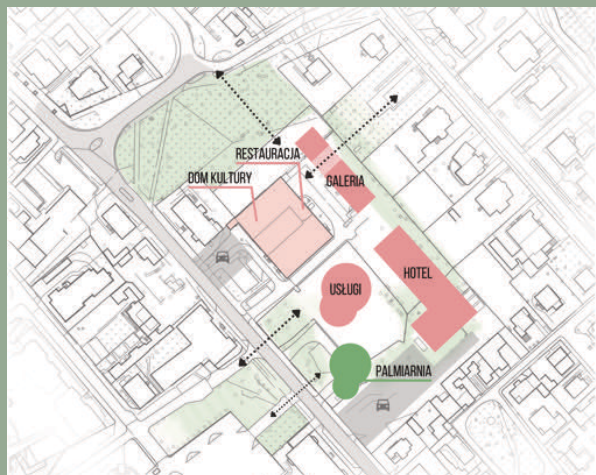 RESTAURACJA
DOM KULTURY
GALERIA
HOTEL
USŁUGI
PALMIARNIA